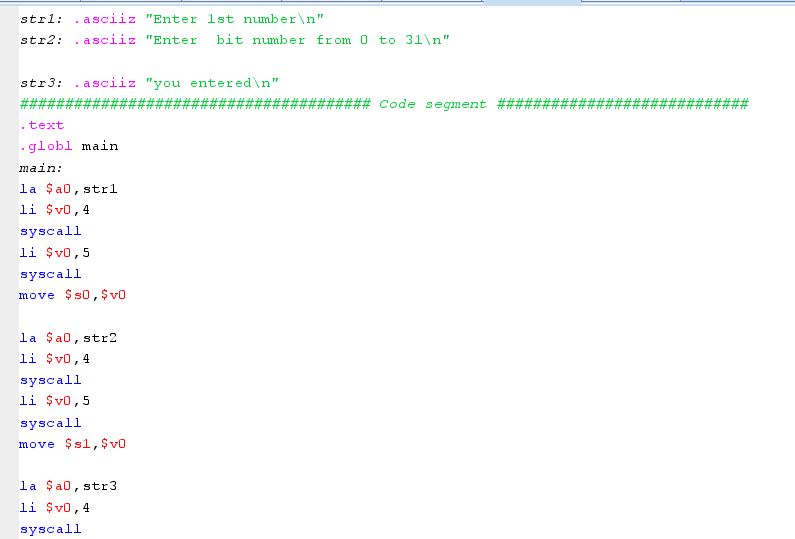 str1: .asciiz "Enter 1st number\n"
str2: .asciiz "Enter  bit number from 0 to 31\n"
str3: .asciiz "you entered\n"
####################################### Code segment ############################
.text
.globl main
main:
la $a0,str1
li $v0,4
syscall
li $v0,5
syscall
move $s0,$v0
la $a0,str2
li $v0,4
syscall
li $v0,5
syscall
move $s1,$v0
la $a0,str3
li $v0,4
syscall